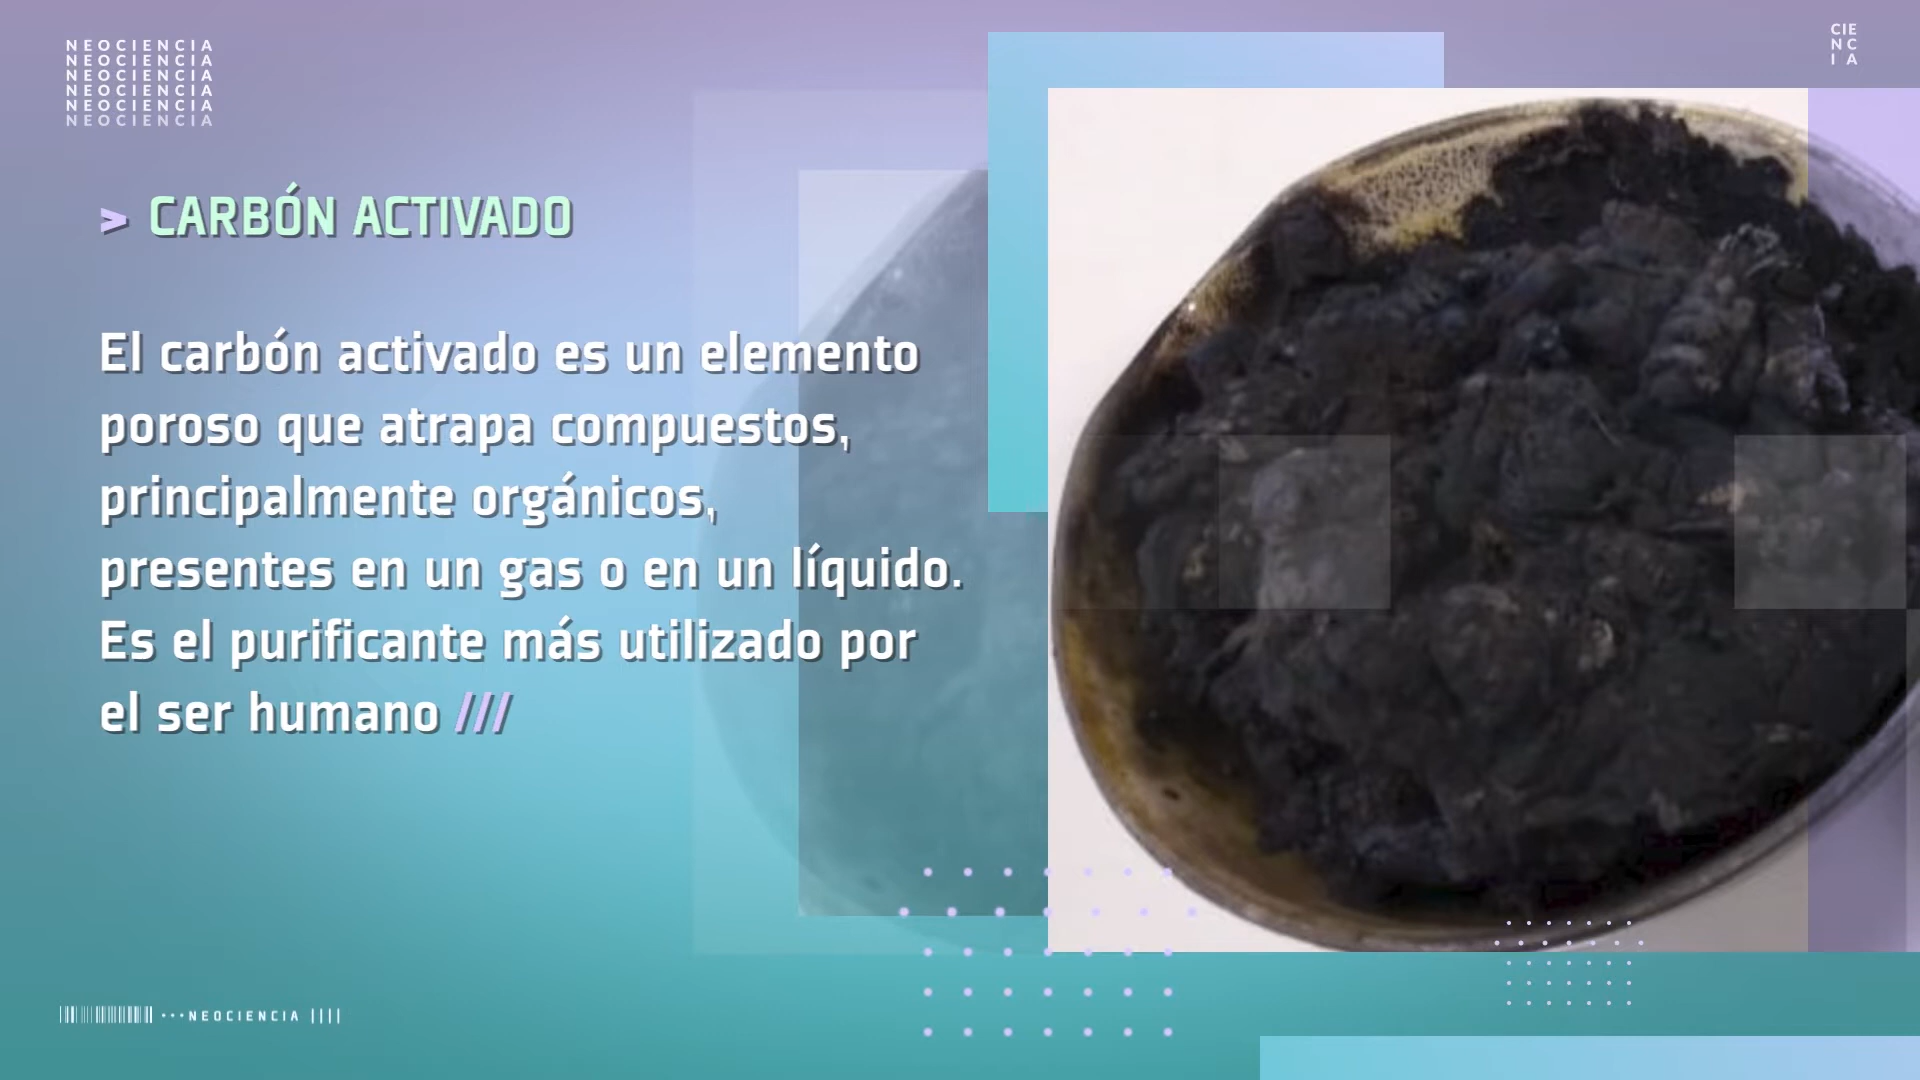 NEOCIENCIA
NEOCIENCIA
NEOCIENCIA
NEOCIENCIA
NEOCIENCIA
NEOCIENCIA
CIE
NC
I A
> CARBÓN ACTIVADO
El carbón activado es un elemento
poroso que atrapa compuestos,
principalmente orgánicos,
presentes en un gas o en un líquido.
Es el purificante más utilizado por
el ser humano ///
•••NEOCIENCIA ||||